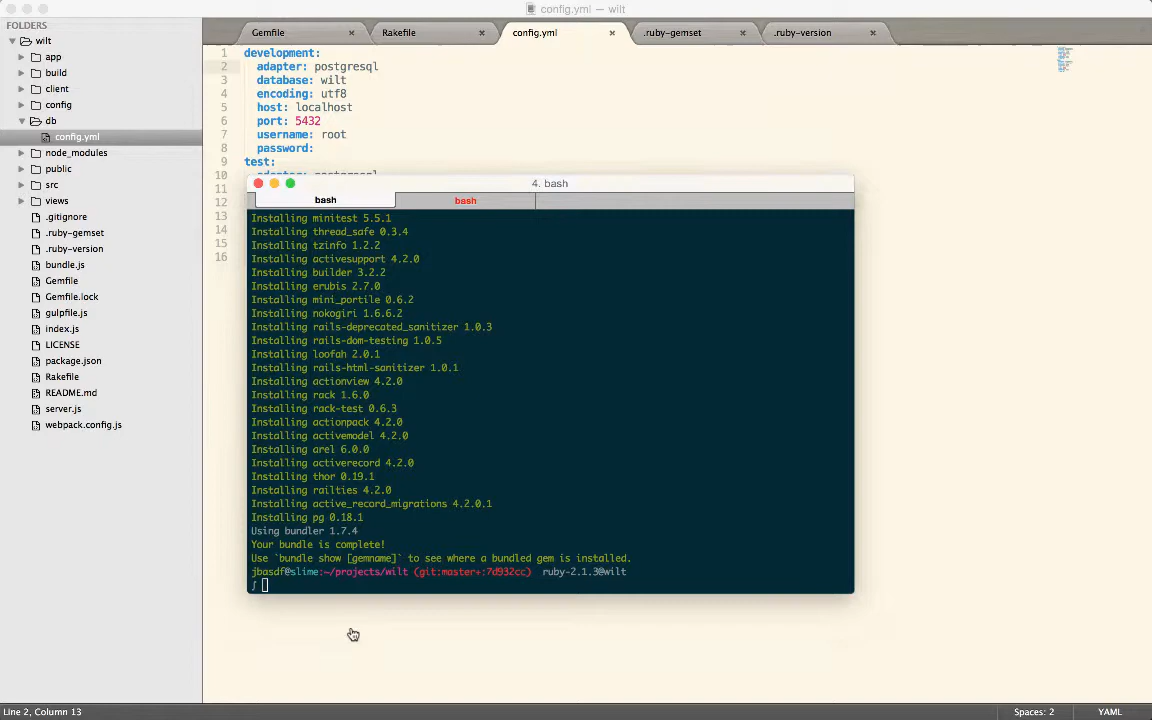 config.yml — wilt
FOLDERS
wilt
app
build
client
config
db
config.yml
node_modules
public
src
views
.gitignore
.ruby-gemset
.ruby-version
bundle.js
Gemfile
Gemfile.lock
gulpfile.js
index.js
LICENSE
package.json
Rakefile
README.md
server.js
webpack.config.js
Gemfile
Rakefile
config.yml
.ruby-gemset
.ruby-version
1 development:
2 adapter: postgresql
3 database: wilt
4 encoding: utf8
5 host: localhost
6 port: 5432
7 username: root
8 password:
9 test:
10 adapter: postgresql
11
12
13
14
15
16
4. bash
bash
bash
Installing minitest 5.5.1
Installing thread_safe 0.3.4
Installing tzinfo 1.2.2
Installing activesupport 4.2.0
Installing builder 3.2.2
Installing erubis 2.7.0
Installing mini_portile 0.6.2
Installing nokogiri 1.6.6.2
Installing rails-deprecated_sanitizer 1.0.3
Installing rails-dom-testing 1.0.5
Installing loofah 2.0.1
Installing rails-html-sanitizer 1.0.1
Installing actionview 4.2.0
Installing rack 1.6.0
Installing rack-test 0.6.3
Installing actionpack 4.2.0
Installing activemodel 4.2.0
Installing arel 6.0.0
Installing activerecord 4.2.0
Installing thor 0.19.1
Installing railties 4.2.0
Installing active_record_migrations 4.2.0.1
Installing pg 0.18.1
Using bundler 1.7.4
Your bundle is complete!
Use `bundle show [gemname]` to see where a bundled gem is installed.
jbasdf@slime:~/projects/wilt (git:master+:7d932cc) ruby-2.1.3@wilt
∫
Line 2, Column 13
Spaces: 2
YAML